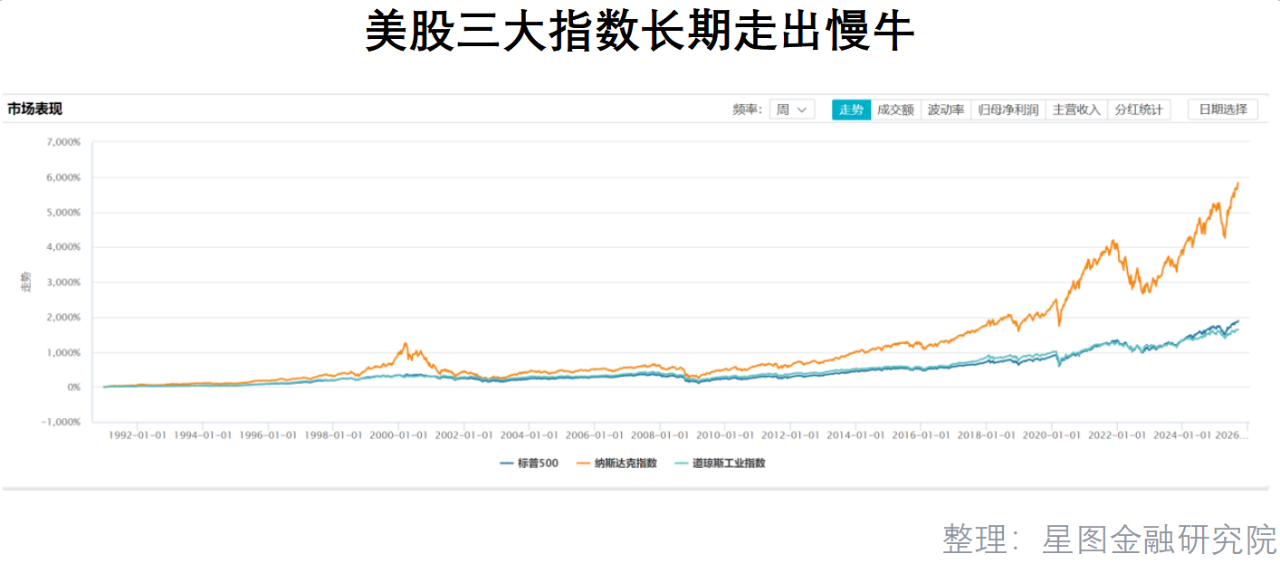 美股三大指数长期走出慢牛
市场表现
频率: 周 走势 成交额 波动率 归母净利润 主营收入 分红统计 日期选择
7,000%
6,000%
5,000%
4,000%
3,000%
2,000%
1,000%
0%
-1,000%
走势
1992-01-01 1994-01-01 1996-01-01 1998-01-01 2000-01-01 2002-01-01 2004-01-01 2006-01-01 2008-01-01 2010-01-01 2012-01-01 2014-01-01 2016-01-01 2018-01-01 2020-01-01 2022-01-01 2024-01-01 2026...
标普500 纳斯达克指数 道琼斯工业指数
整理：星图金融研究院